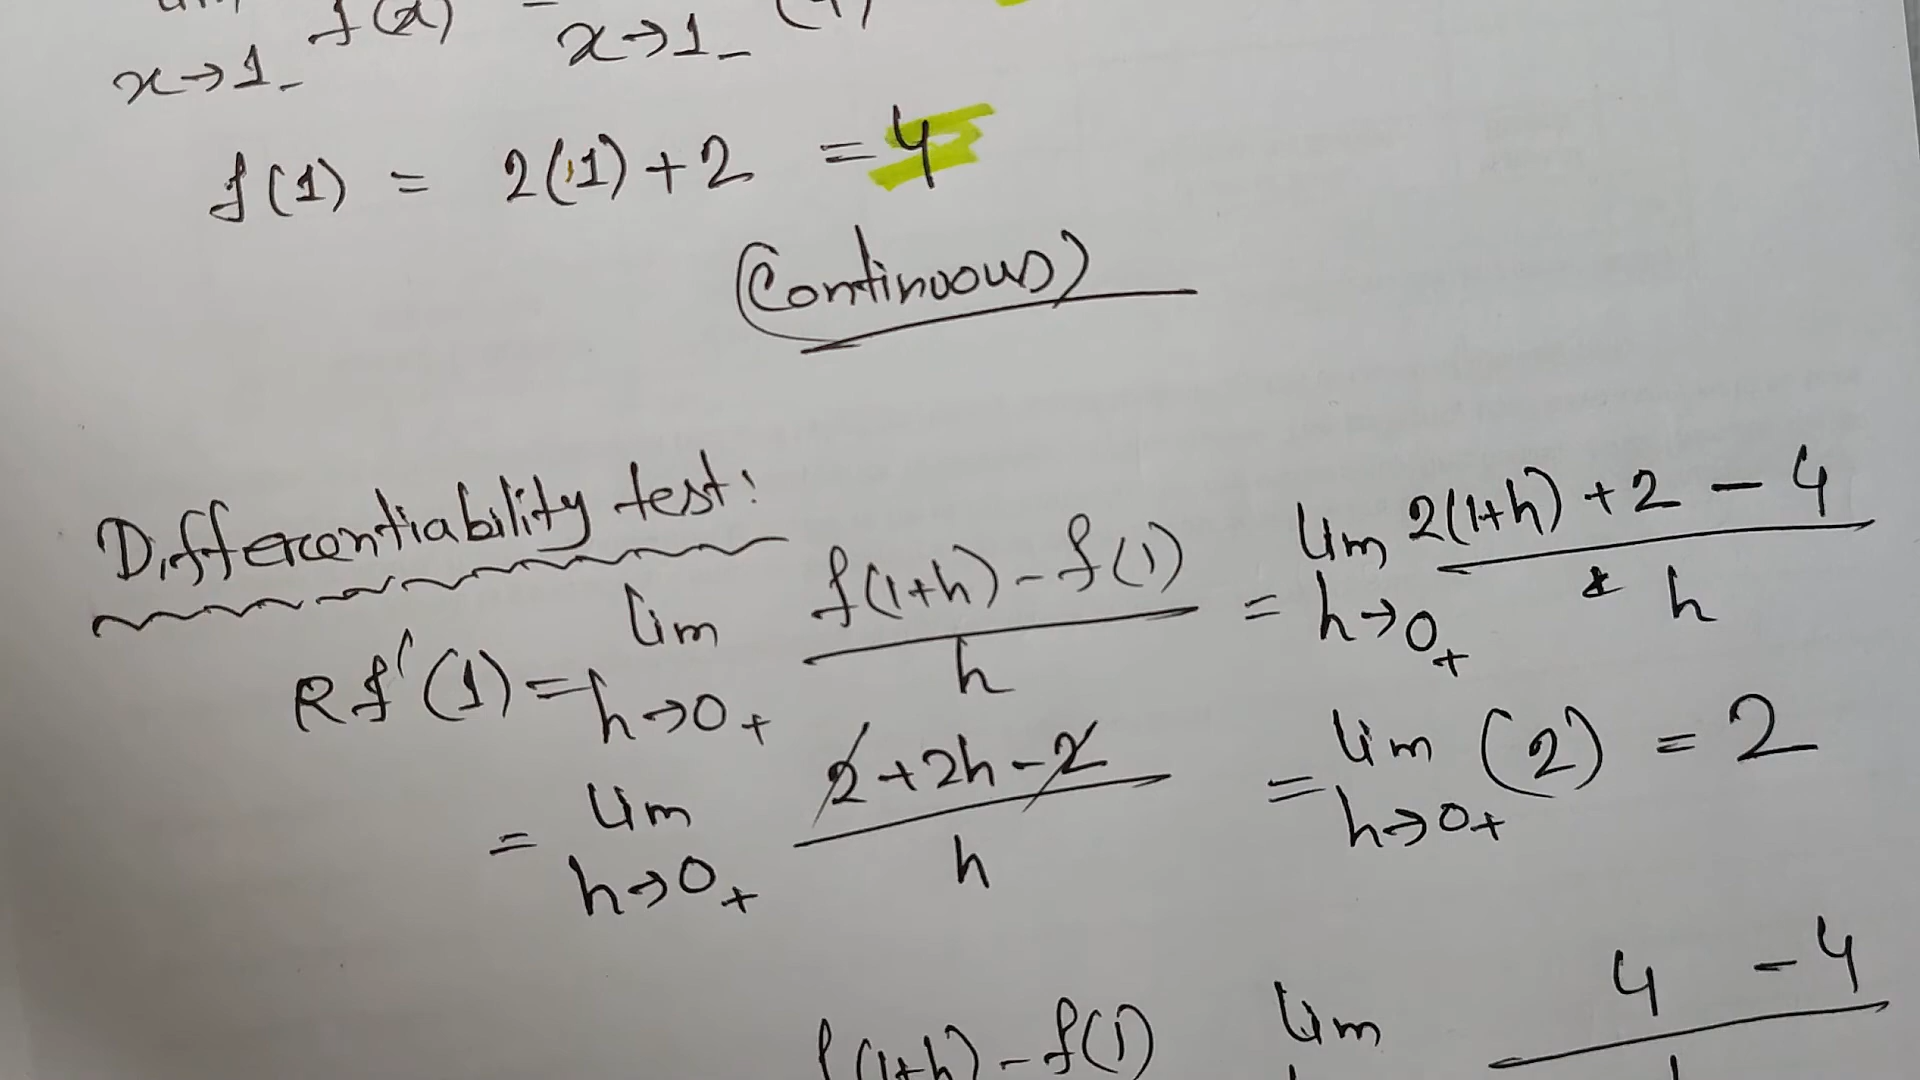 f(x)
x→1- x→1-
f(1) = 2(1)+2 = 4
(Continuous)
Differentiability test:
Rf'(1) = lim h→0+ f(1+h)-f(1) / h = lim h→0+ 2(1+h)+2-4 / h
= lim h→0+ 2+2h-2 / h = lim h→0+ (2) = 2
f(1+h)-f(1) lim 4 -4